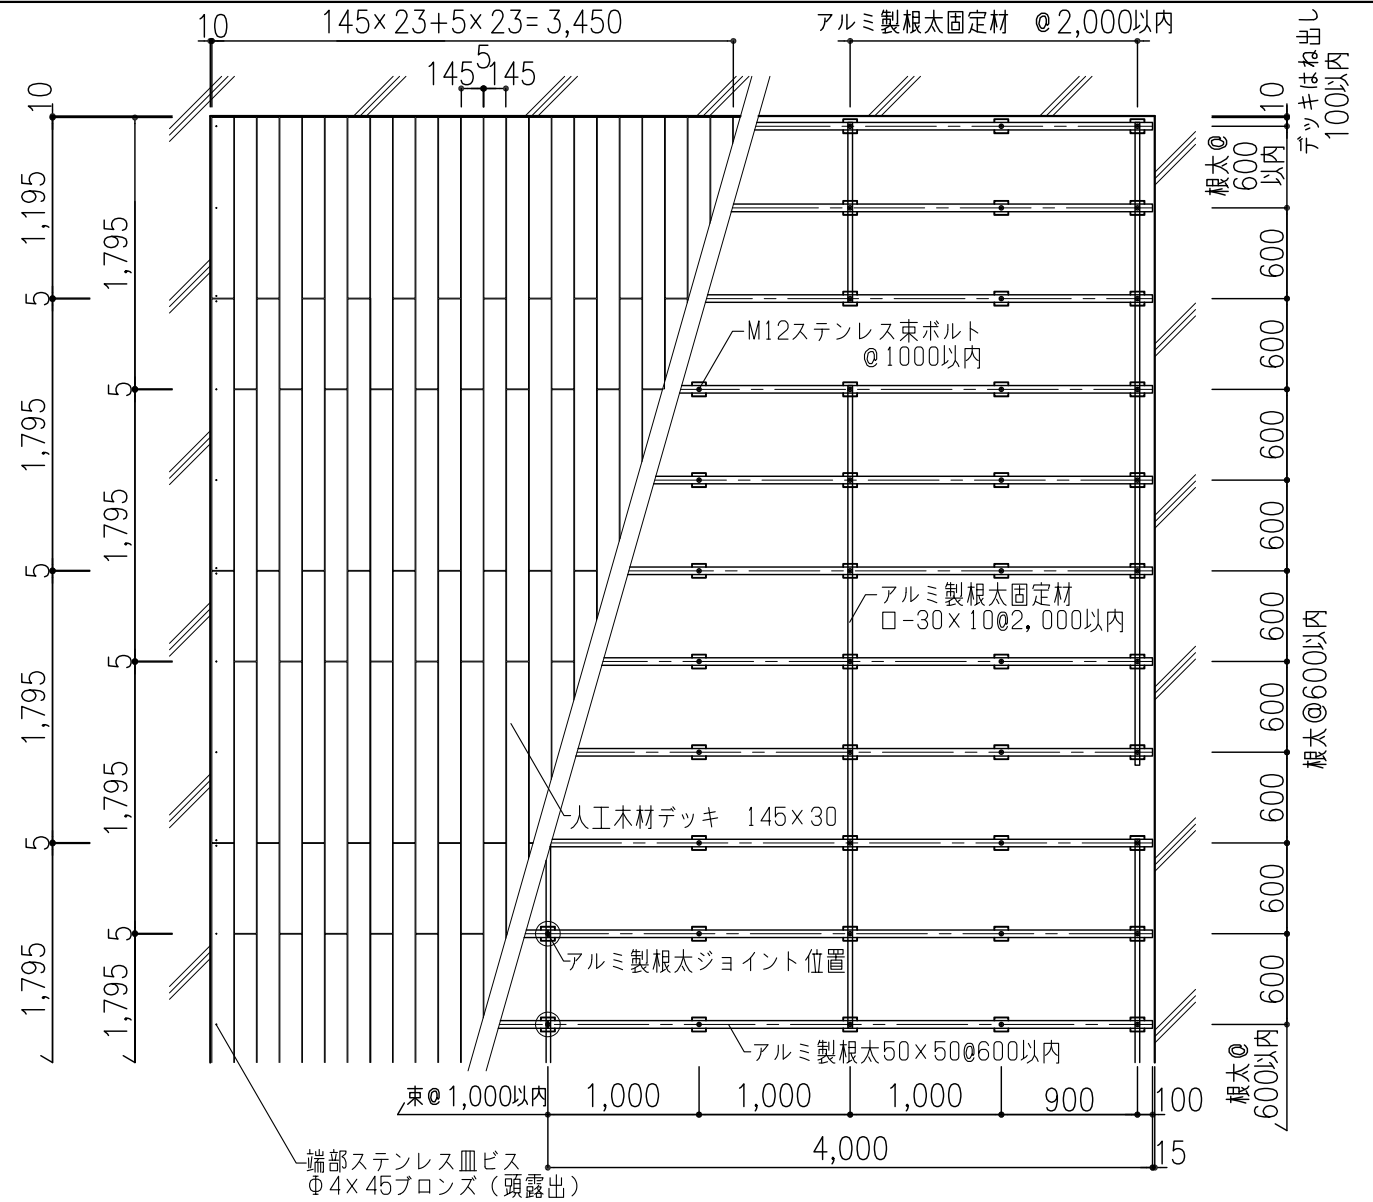 10
145×23+5×23=3,450
アルミ製根太固定材 @2,000以内
5
145 145
デッキはね出し
100以内
10
10
根太@
600
以内
1,195
5
1,795
5
1,795
5
1,795
5
1,795
1,795
5
1,795
5
1,795
5
1,795
600
600
600
600
600
600
600
600
600
根太@600以内
根太@
600以内
M12ステンレス束ボルト
@1000以内
アルミ製根太固定材
ロ-30×10@2,000以内
人工木材デッキ 145×30
アルミ製根太ジョイント位置
アルミ製根太50×50@600以内
束@1,000以内
1,000
1,000
1,000
900
100
4,000
15
端部ステンレス皿ビス
Φ4×45ブロンズ（頭露出）